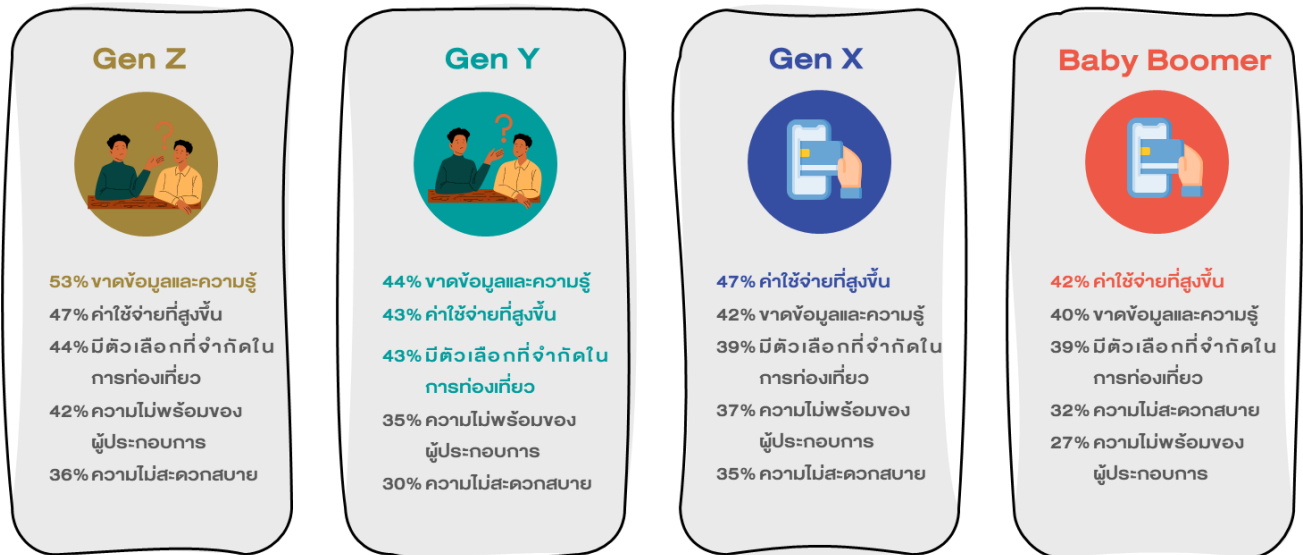 Gen Z
53% ขาดข้อมูลและความรู้
47% ค่าใช้จ่ายที่สูงขึ้น
44% มีตัวเลือกที่จำกัดใน
การท่องเที่ยว
42% ความไม่พร้อมของ
ผู้ประกอบการ
36% ความไม่สะดวกสบาย
Gen Y
44% ขาดข้อมูลและความรู้
43% ค่าใช้จ่ายที่สูงขึ้น
43% มีตัวเลือกที่จำกัดใน
การท่องเที่ยว
35% ความไม่พร้อมของ
ผู้ประกอบการ
30% ความไม่สะดวกสบาย
Gen X
47% ค่าใช้จ่ายที่สูงขึ้น
42% ขาดข้อมูลและความรู้
39% มีตัวเลือกที่จำกัดใน
การท่องเที่ยว
37% ความไม่พร้อมของ
ผู้ประกอบการ
35% ความไม่สะดวกสบาย
Baby Boomer
42% ค่าใช้จ่ายที่สูงขึ้น
40% ขาดข้อมูลและความรู้
39% มีตัวเลือกที่จำกัดใน
การท่องเที่ยว
32% ความไม่สะดวกสบาย
27% ความไม่พร้อมของ
ผู้ประกอบการ